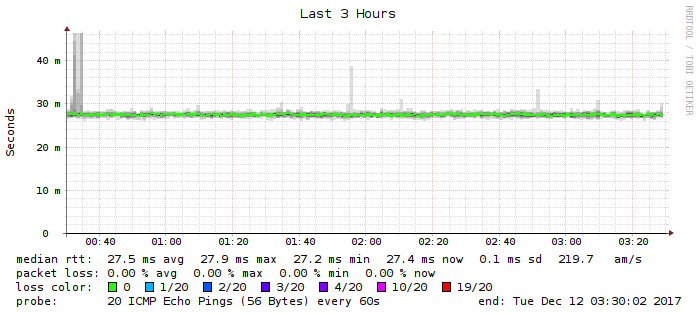 Last 3 Hours
RRDTOOL / TOBI OETIKER
Seconds
40 m
30 m
20 m
10 m
0
00:40 01:00 01:20 01:40 02:00 02:20 02:40 03:00 03:20
median rtt: 27.5 ms avg 27.9 ms max 27.2 ms min 27.4 ms now 0.1 ms sd 219.7 am/s
packet loss: 0.00 % avg 0.00 % max 0.00 % min 0.00 % now
loss color: 0 1/20 2/20 3/20 4/20 10/20 19/20
probe: 20 ICMP Echo Pings (56 Bytes) every 60s end: Tue Dec 12 03:30:02 2017